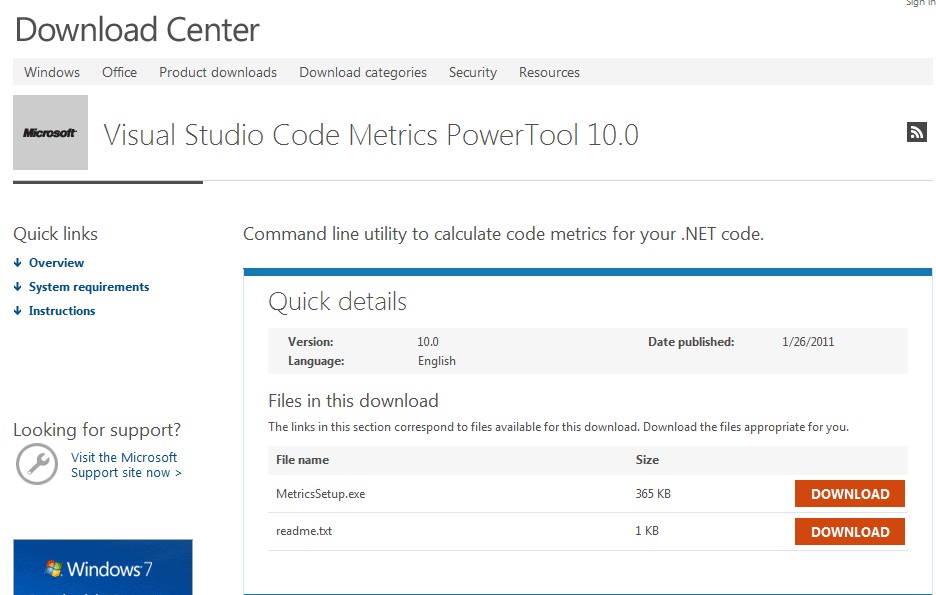 Sign in
Download Center
Windows Office Product downloads Download categories Security Resources
Microsoft
Visual Studio Code Metrics PowerTool 10.0
Quick links
Overview
System requirements
Instructions
Looking for support?
Visit the Microsoft
Support site now >
Windows 7
Command line utility to calculate code metrics for your .NET code.
Quick details
Version: 10.0 Date published: 1/26/2011
Language: English
Files in this download
The links in this section correspond to files available for this download. Download the files appropriate for you.
File name Size
MetricsSetup.exe 365 KB DOWNLOAD
readme.txt 1 KB DOWNLOAD